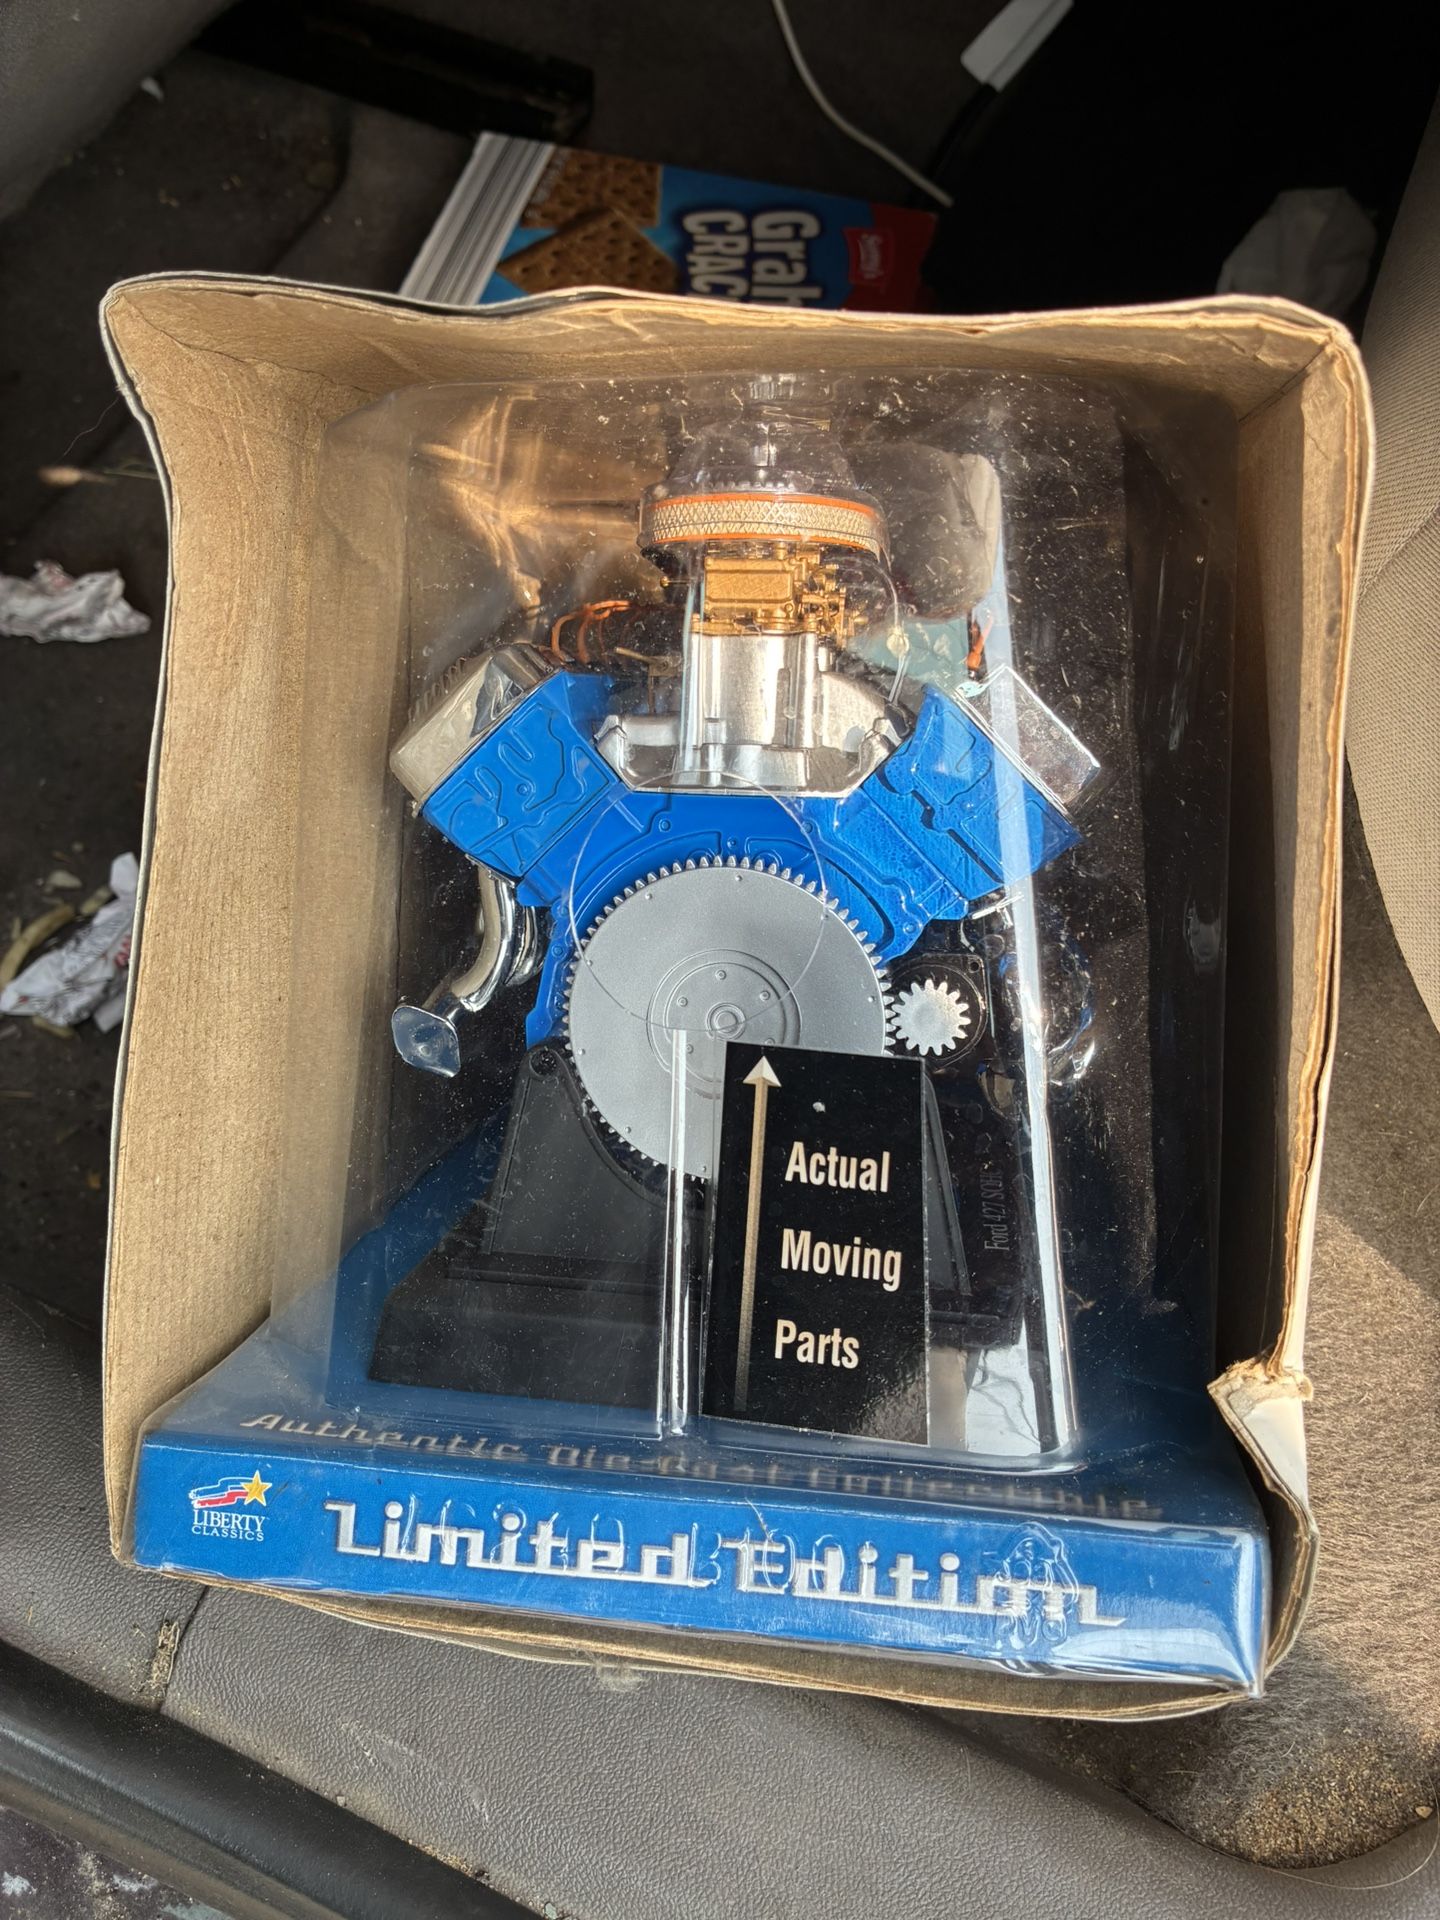 Grah
CRAC
Actual
Moving
Parts
Ford 427 SOHC
Authentic Die-Cast Collectible
LIBERTY
CLASSICS
Limited Edition